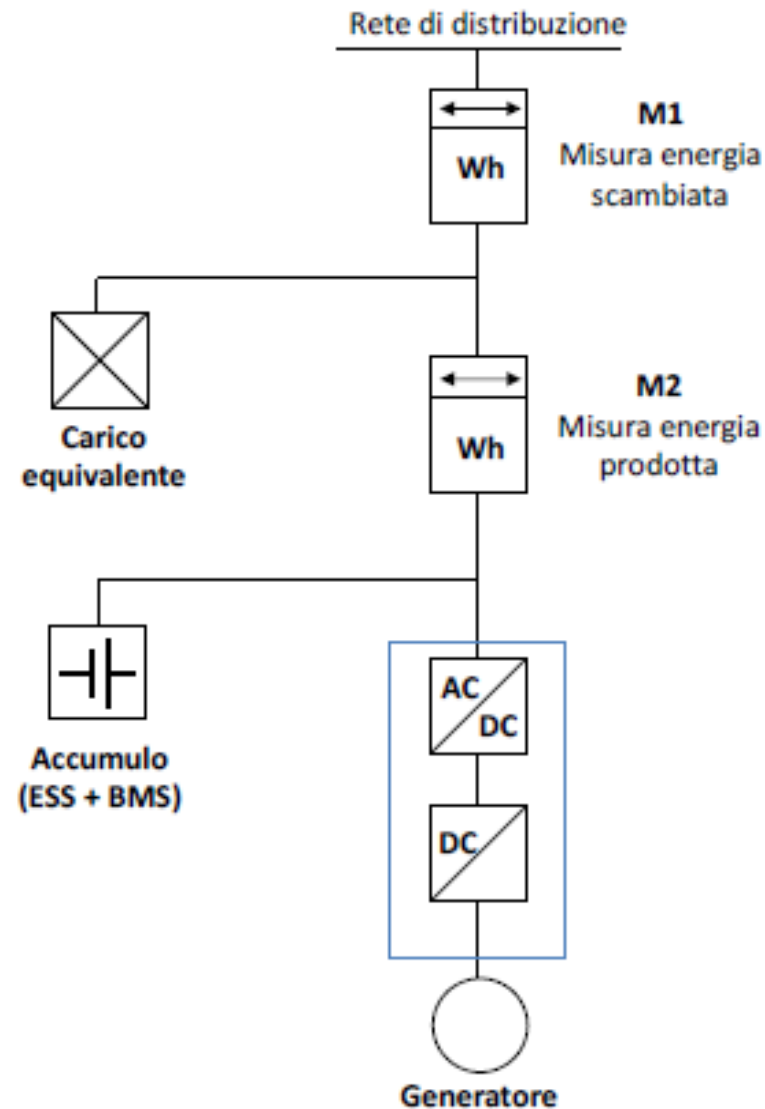 Rete di distribuzione
M1
Misura energia
scambiata
Wh
Carico
equivalente
M2
Misura energia
prodotta
Wh
AC
DC
Accumulo
(ESS + BMS)
DC
Generatore